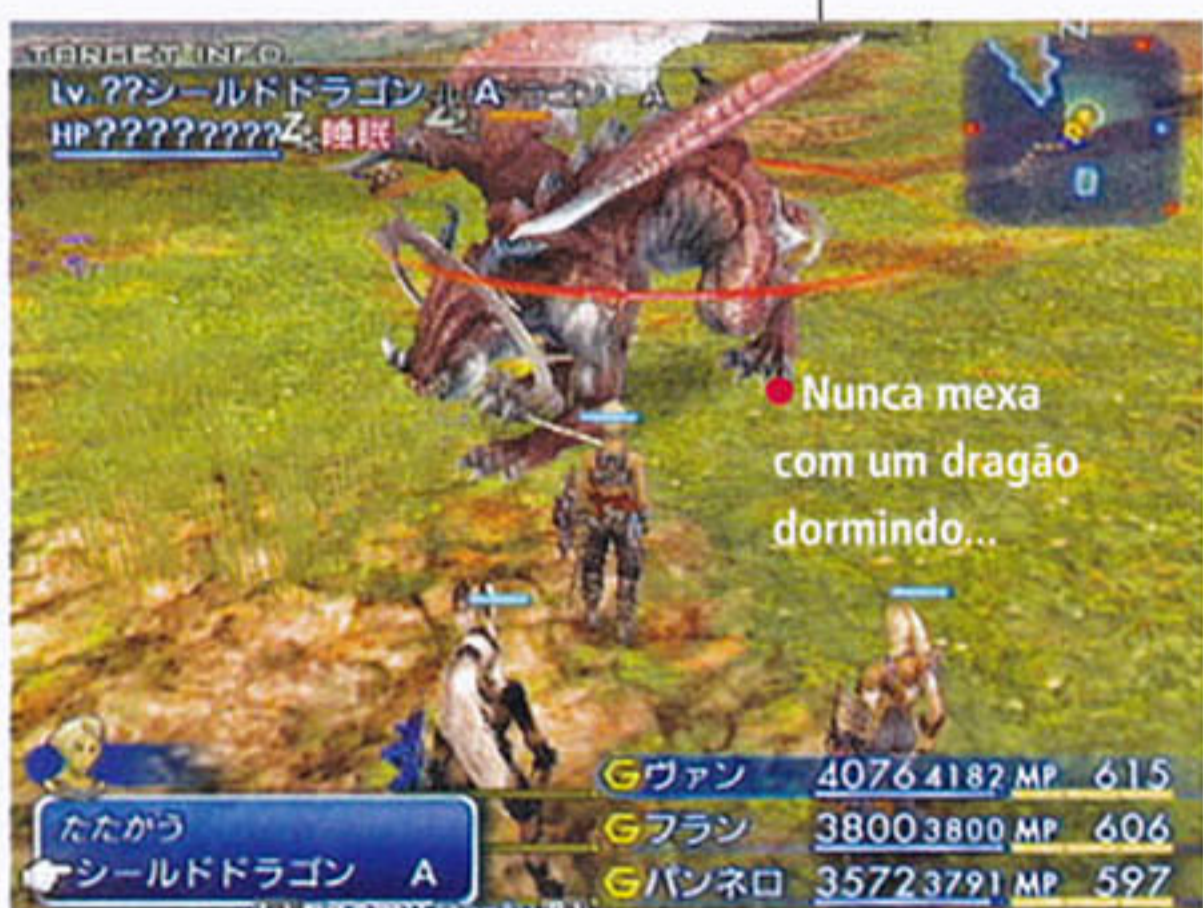 TARGET INFO.
Lv.??シールドドラゴン A
HP????????睡眠
N
Nunca mexa
com um dragão
dormindo...
Gヴァン 4076 4182 MP 615
Gフラン 3800 3800 MP 606
Gパンネロ 3572 3791 MP 597
たたかう
シールドドラゴン A